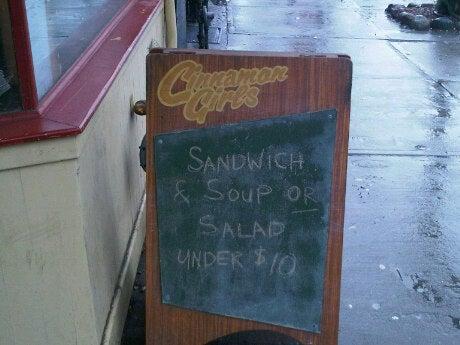 Cinnamon
Girls
SANDWICH
& SOUP OR
SALAD
UNDER $10